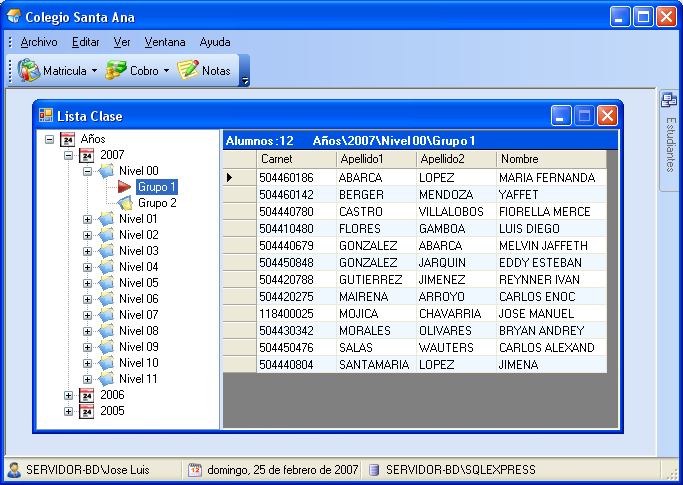 Colegio Santa Ana
Archivo Editar Ver Ventana Ayuda
Matricula Cobro Notas
Estudiantes
Lista Clase
Años
2007
Nivel 00
Grupo 1
Grupo 2
Nivel 01
Nivel 02
Nivel 03
Nivel 04
Nivel 05
Nivel 06
Nivel 07
Nivel 08
Nivel 09
Nivel 10
Nivel 11
2006
2005
Alumnos :12 Años\2007\Nivel 00\Grupo 1
Carnet Apellido1 Apellido2 Nombre
504460186 ABARCA LOPEZ MARIA FERNANDA
504460142 BERGER MENDOZA YAFFET
504440780 CASTRO VILLALOBOS FIORELLA MERCE
504410480 FLORES GAMBOA LUIS DIEGO
504440679 GONZALEZ ABARCA MELVIN JAFFETH
504450848 GONZALEZ JARQUIN EDDY ESTEBAN
504420788 GUTIERREZ JIMENEZ REYNNER IVAN
504420275 MAIRENA ARROYO CARLOS ENOC
118400025 MOJICA CHAVARRIA JOSE MANUEL
504430342 MORALES OLIVARES BRYAN ANDREY
504450476 SALAS WAUTERS CARLOS ALEXAND
504440804 SANTAMARIA LOPEZ JIMENA
SERVIDOR-BD\Jose Luis domingo, 25 de febrero de 2007 SERVIDOR-BD\SQLEXPRESS